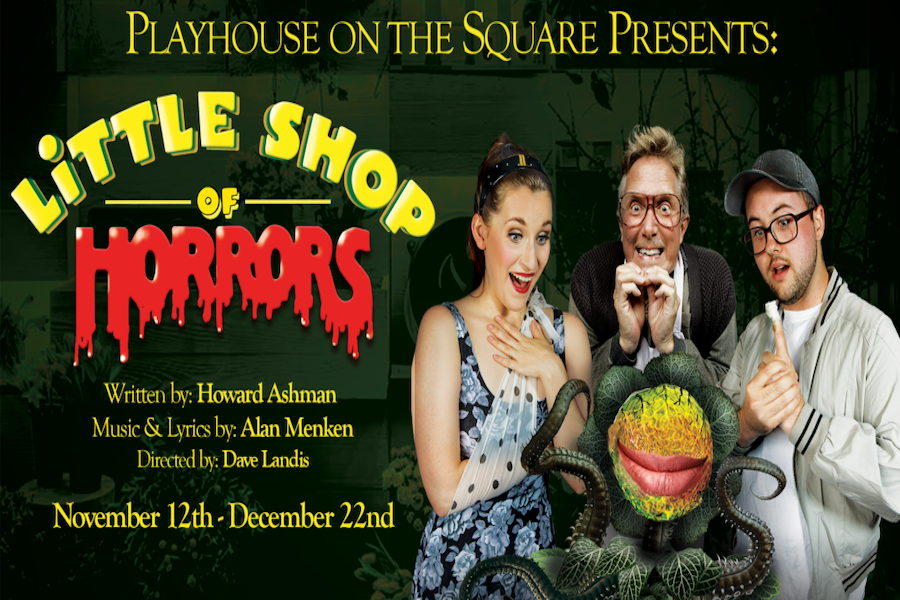 PLAYHOUSE ON THE SQUARE PRESENTS:
LiTTLE SHOP
OF
HORRORS
Written by: Howard Ashman
Music & Lyrics by: Alan Menken
Directed by: Dave Landis
November 12th - December 22nd